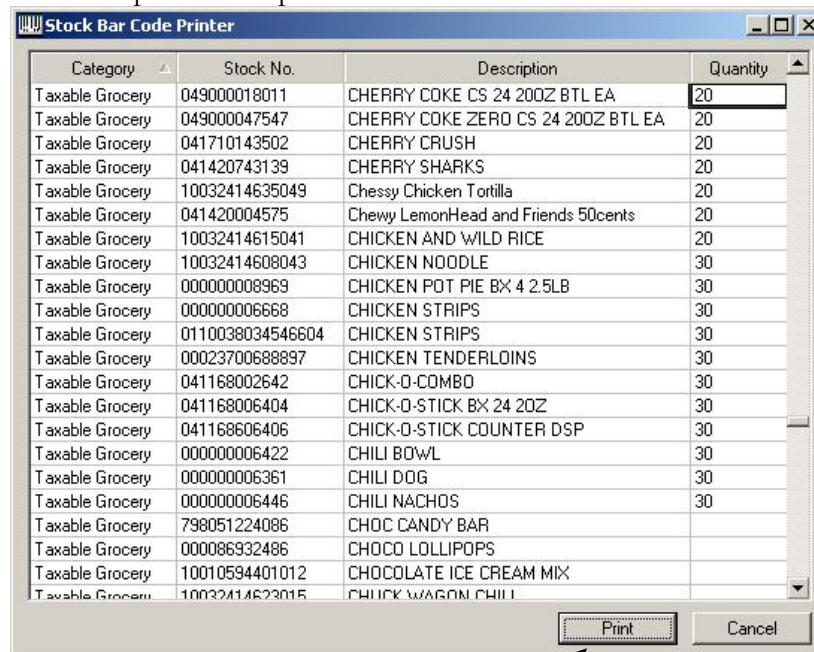 Stock Bar Code Printer
Category Stock No. Description Quantity
Taxable Grocery 049000018011 CHERRY COKE CS 24 20OZ BTL EA 20
Taxable Grocery 049000047547 CHERRY COKE ZERO CS 24 20OZ BTL EA 20
Taxable Grocery 041710143502 CHERRY CRUSH 20
Taxable Grocery 041420743139 CHERRY SHARKS 20
Taxable Grocery 10032414635049 Chessy Chicken Tortilla 20
Taxable Grocery 041420004575 Chewy LemonHead and Friends 50cents 20
Taxable Grocery 10032414615041 CHICKEN AND WILD RICE 20
Taxable Grocery 10032414608043 CHICKEN NOODLE 30
Taxable Grocery 000000008969 CHICKEN POT PIE BX 4 2.5LB 30
Taxable Grocery 000000006668 CHICKEN STRIPS 30
Taxable Grocery 0110038034546604 CHICKEN STRIPS 30
Taxable Grocery 00023700688897 CHICKEN TENDERLOINS 30
Taxable Grocery 041168002642 CHICK-O-COMBO 30
Taxable Grocery 041168006404 CHICK-O-STICK BX 24 2OZ 30
Taxable Grocery 041168606406 CHICK-O-STICK COUNTER DSP 30
Taxable Grocery 000000006422 CHILI BOWL 30
Taxable Grocery 000000006361 CHILI DOG 30
Taxable Grocery 000000006446 CHILI NACHOS 30
Taxable Grocery 798051224086 CHOC CANDY BAR
Taxable Grocery 000086932486 CHOCO LOLLIPOPS
Taxable Grocery 10010594401012 CHOCOLATE ICE CREAM MIX
Taxable Grocery 10032414623015 CHUCK WAGON CHILI
Print Cancel